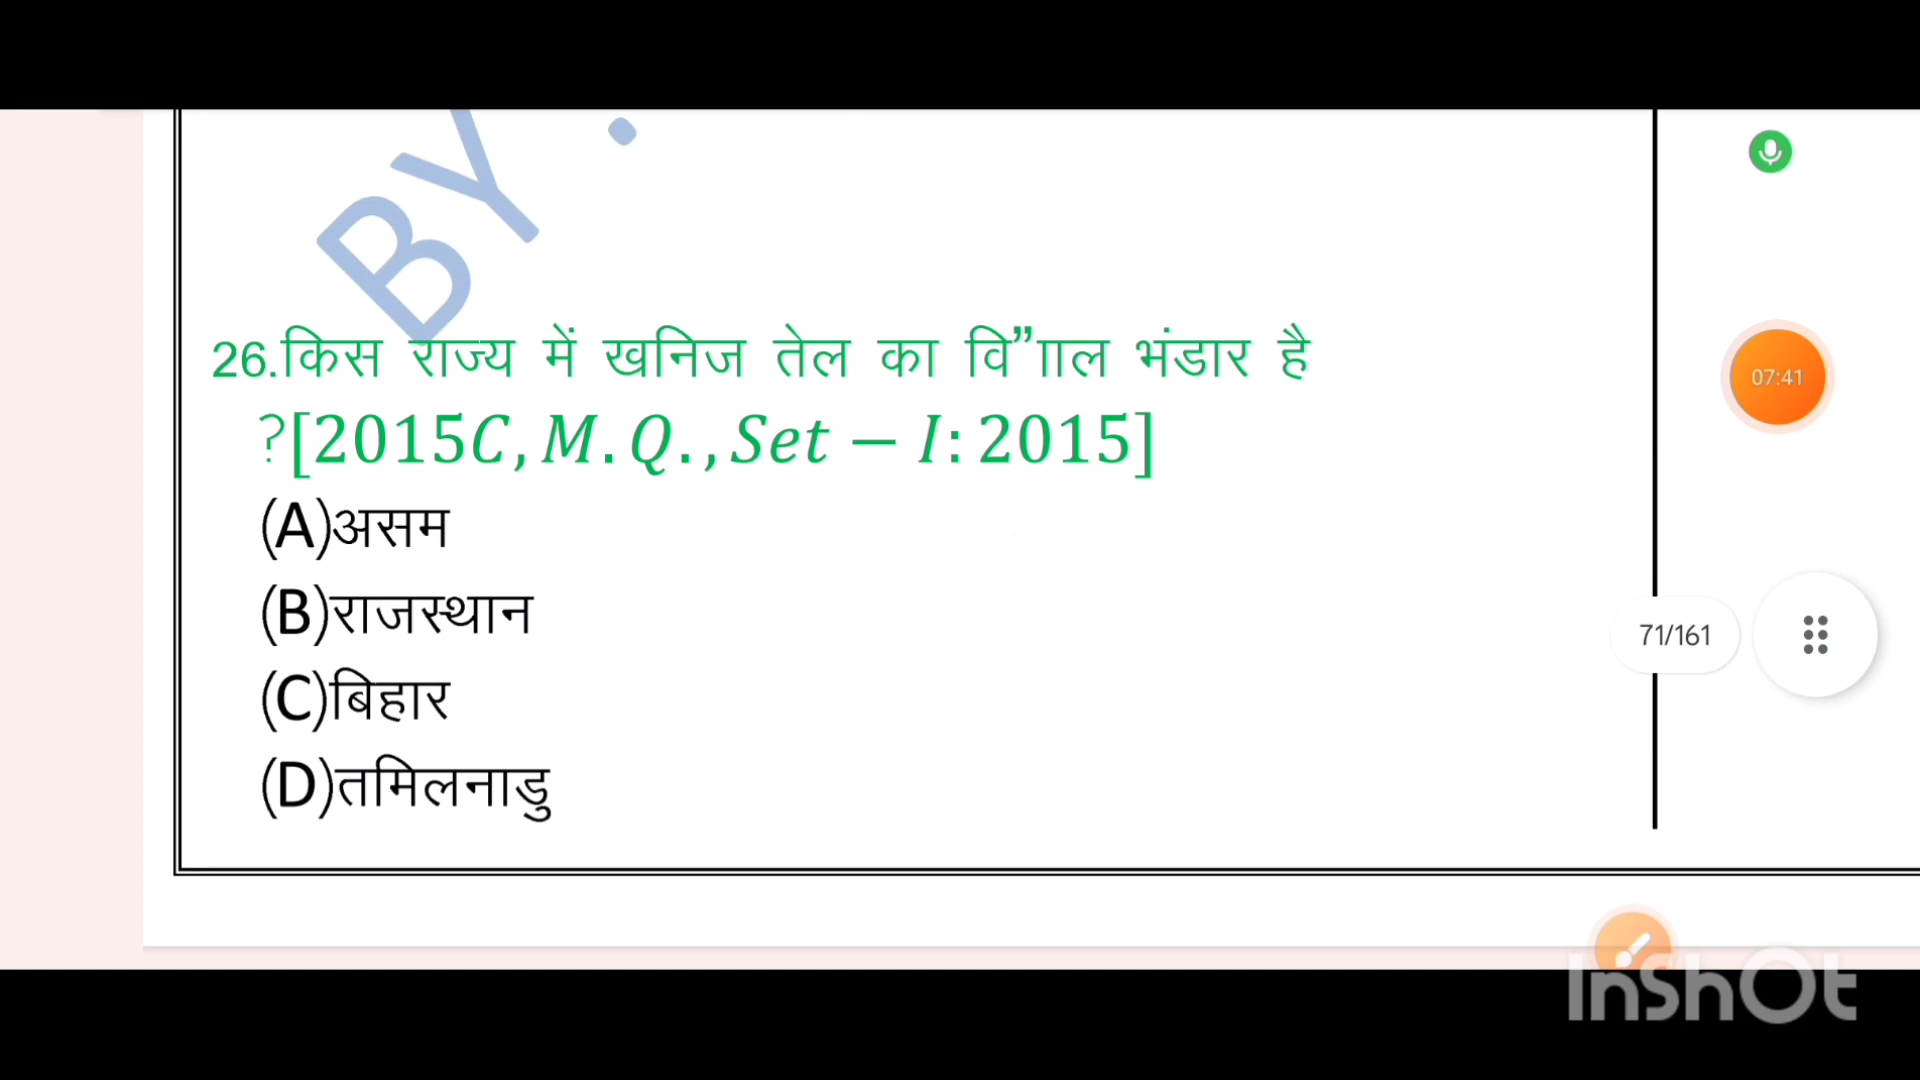 BY.
26.किस राज्य में खनिज तेल का वि”ााल भंडार है
?[2015C,M.Q.,Set−I:2015]
(A)असम
(B)राजस्थान
(C)बिहार
(D)तमिलनाडु
07:41
71/161
InShOt